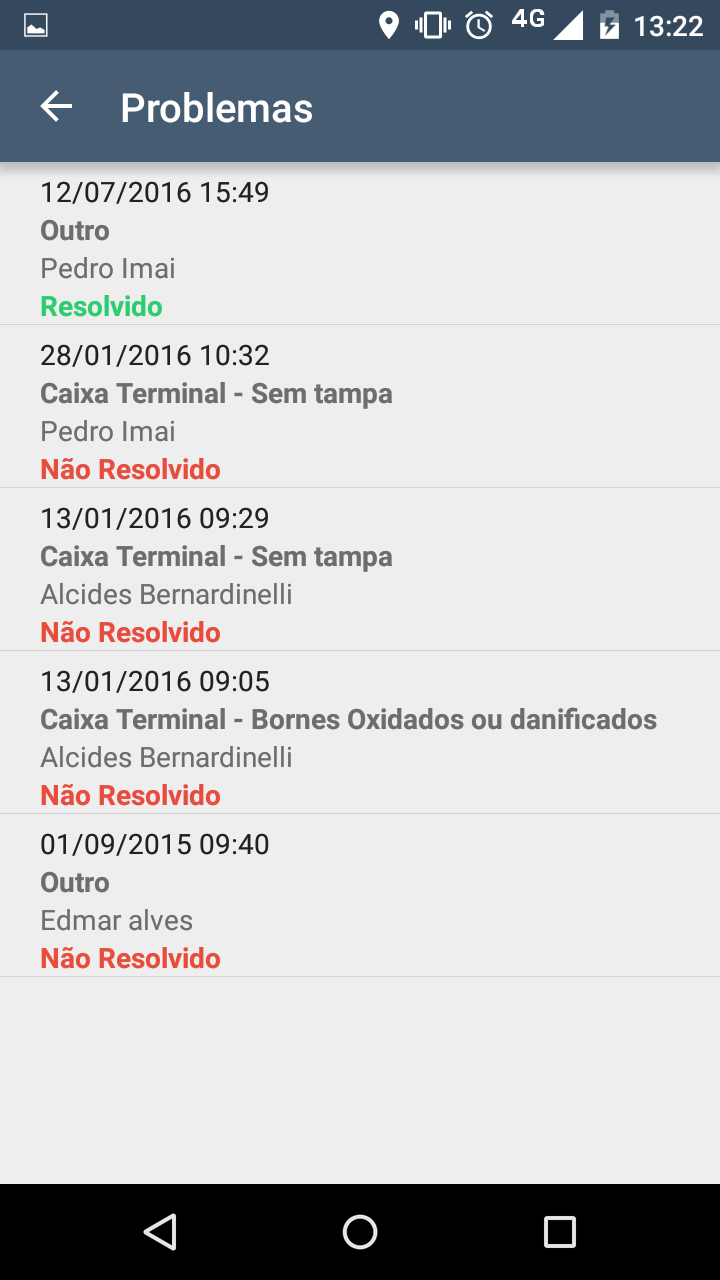 4G 13:22
Problemas
12/07/2016 15:49
Outro
Pedro Imai
Resolvido
28/01/2016 10:32
Caixa Terminal - Sem tampa
Pedro Imai
Não Resolvido
13/01/2016 09:29
Caixa Terminal - Sem tampa
Alcides Bernardinelli
Não Resolvido
13/01/2016 09:05
Caixa Terminal - Bornes Oxidados ou danificados
Alcides Bernardinelli
Não Resolvido
01/09/2015 09:40
Outro
Edmar alves
Não Resolvido